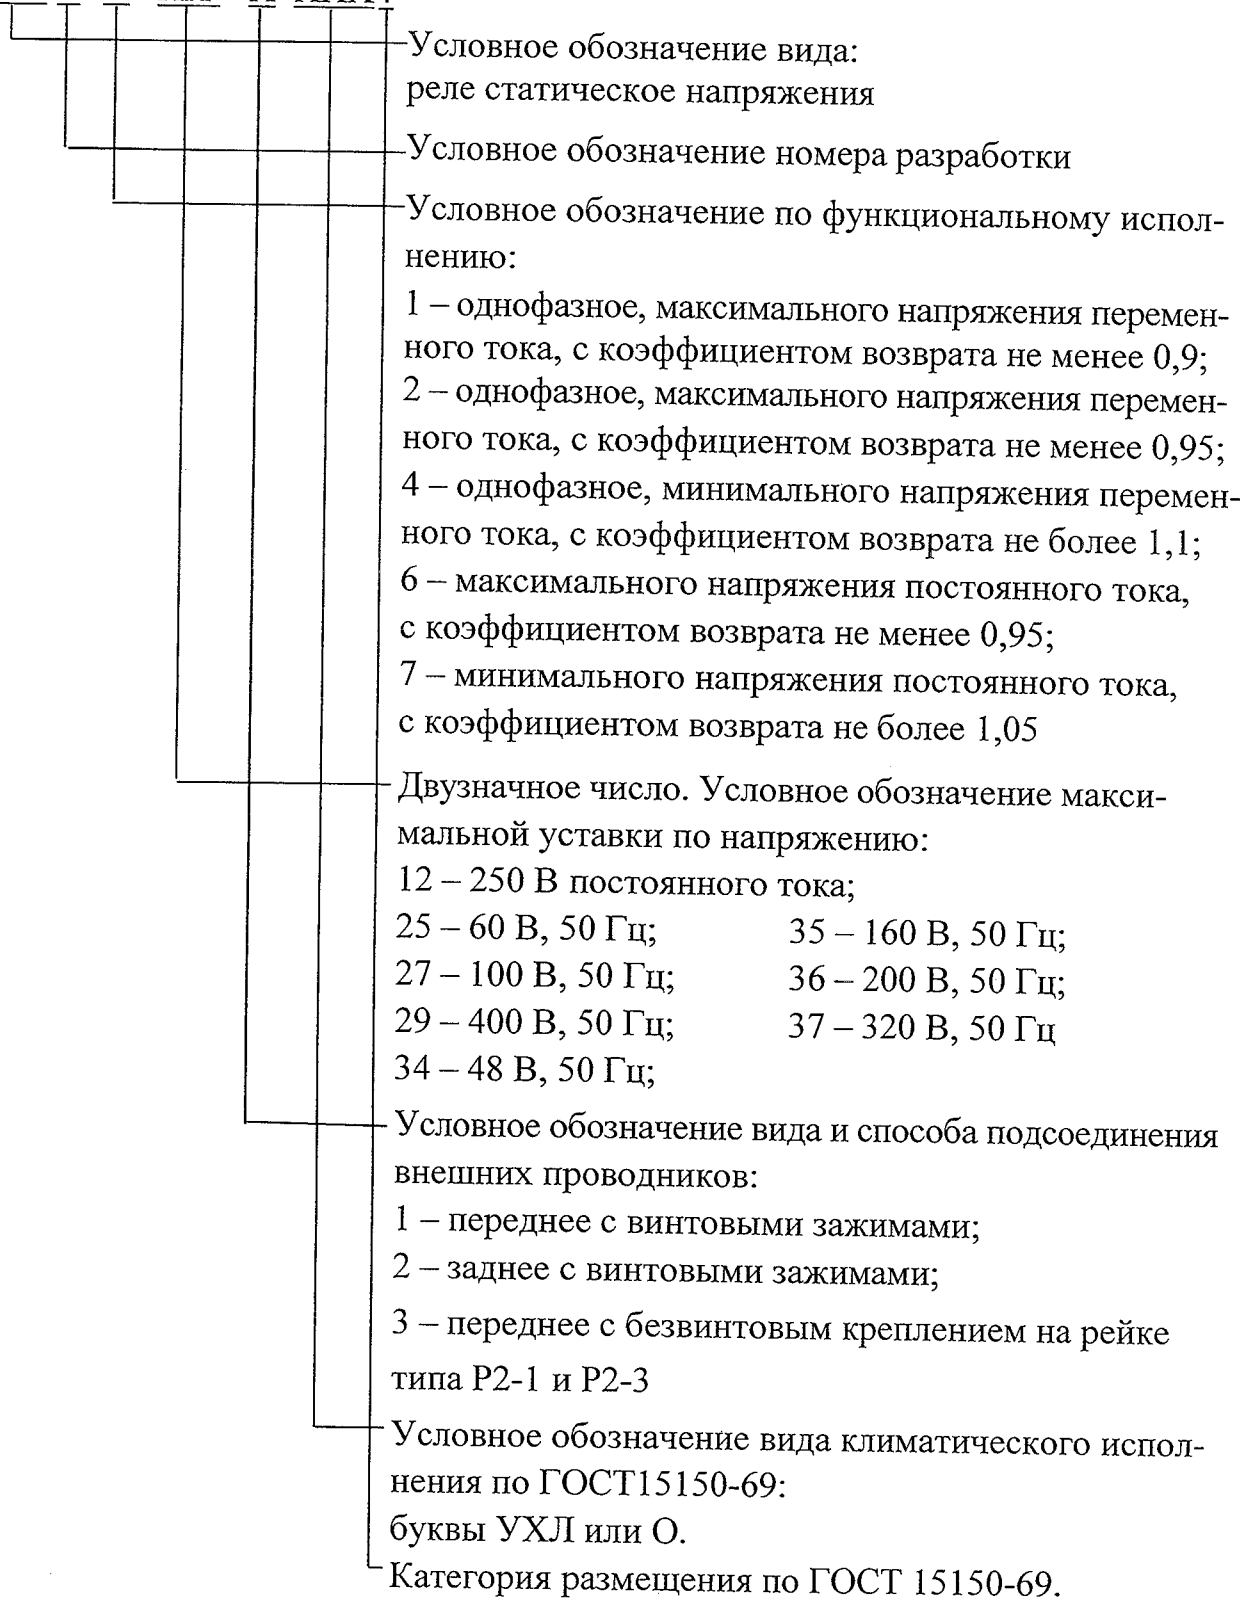 Условное обозначение вида:
реле статическое напряжения
Условное обозначение номера разработки
Условное обозначение по функциональному испол-
нению:
1 – однофазное, максимального напряжения перемен-
ного тока, с коэффициентом возврата не менее 0,9;
2 – однофазное, максимального напряжения перемен-
ного тока, с коэффициентом возврата не менее 0,95;
4 – однофазное, минимального напряжения перемен-
ного тока, с коэффициентом возврата не более 1,1;
6 – максимального напряжения постоянного тока,
с коэффициентом возврата не менее 0,95;
7 – минимального напряжения постоянного тока,
с коэффициентом возврата не более 1,05
Двузначное число. Условное обозначение макси-
мальной уставки по напряжению:
12 – 250 В постоянного тока;
25 – 60 В, 50 Гц; 35 – 160 В, 50 Гц;
27 – 100 В, 50 Гц; 36 – 200 В, 50 Гц;
29 – 400 В, 50 Гц; 37 – 320 В, 50 Гц
34 – 48 В, 50 Гц;
Условное обозначение вида и способа подсоединения
внешних проводников:
1 – переднее с винтовыми зажимами;
2 – заднее с винтовыми зажимами;
3 – переднее с безвинтовым креплением на рейке
типа Р2-1 и Р2-3
Условное обозначение вида климатического испол-
нения по ГОСТ15150-69:
буквы УХЛ или О.
Категория размещения по ГОСТ 15150-69.